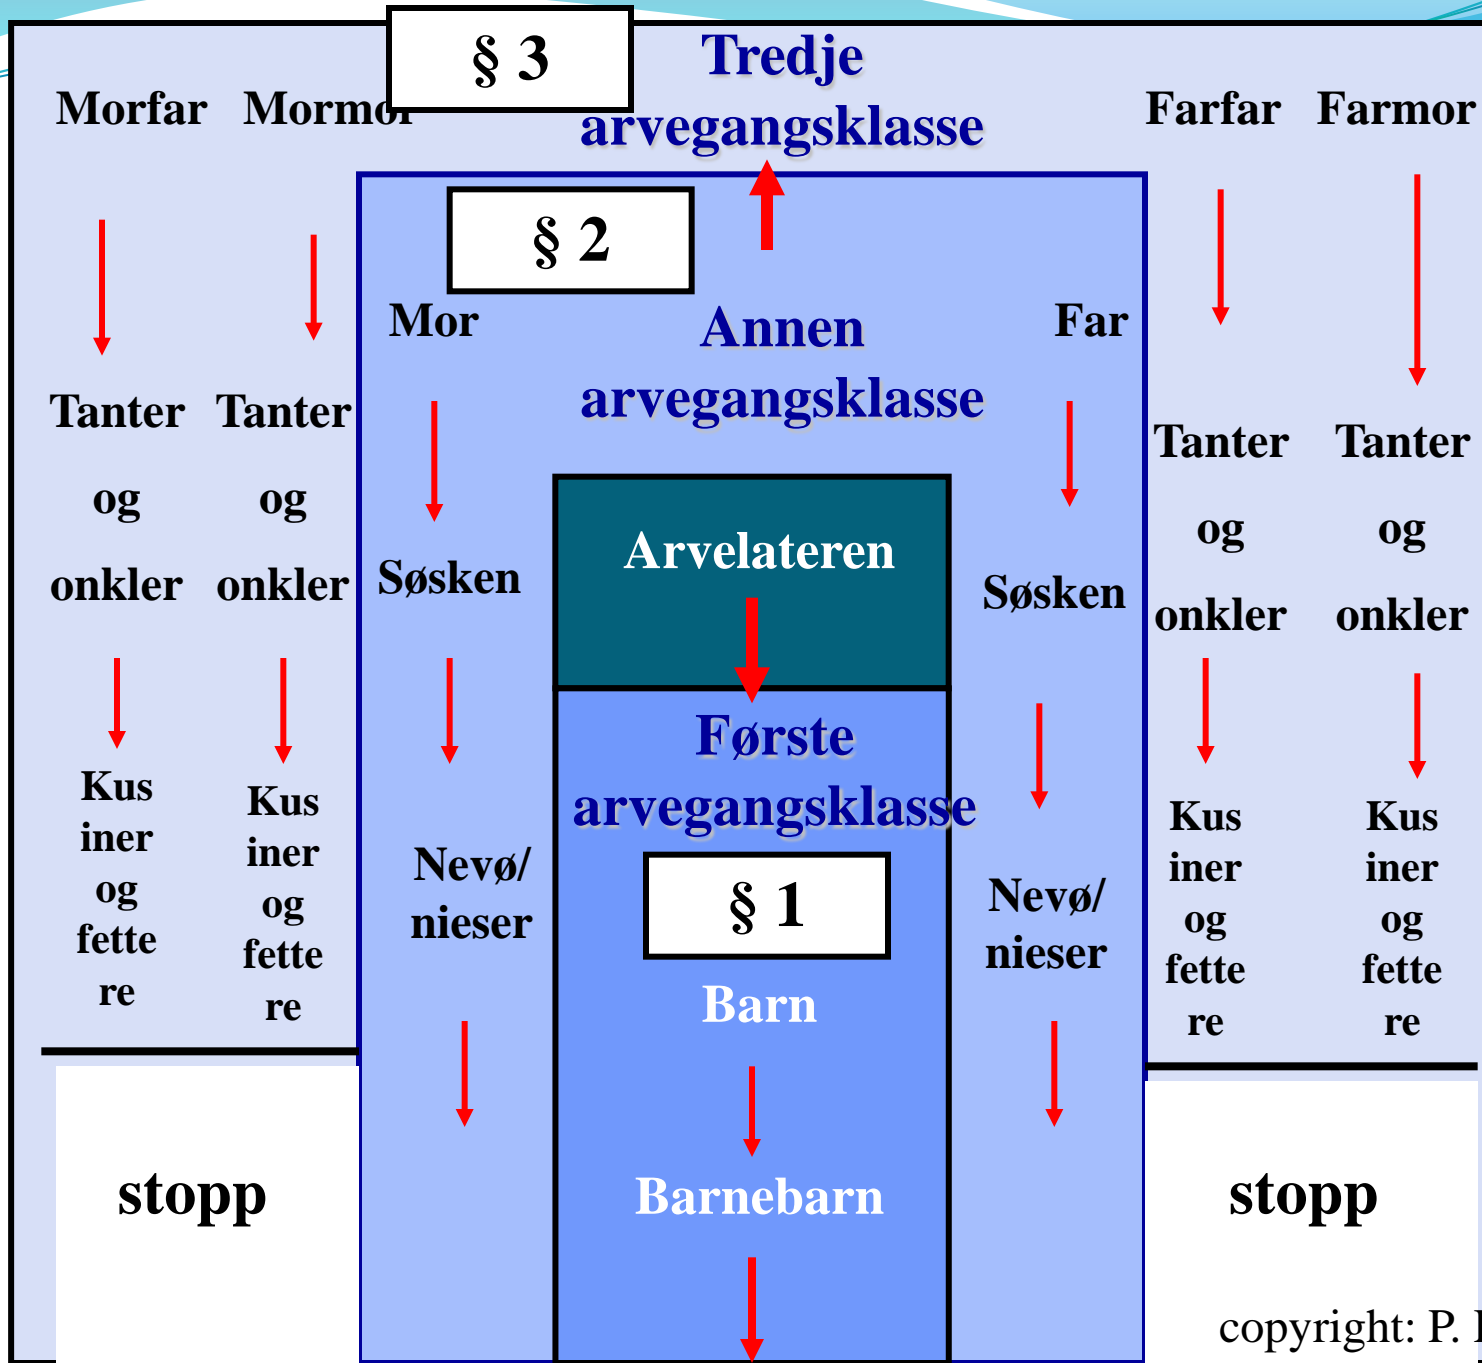 § 3
Tredje
arvegangsklasse
Morfar
Mormor
Farfar
Farmor
§ 2
Mor
Annen
arvegangsklasse
Far
Tanter
og
onkler
Tanter
og
onkler
Søsken
Arvelateren
Søsken
Tanter
og
onkler
Tanter
og
onkler
Første
arvegangsklasse
§ 1
Kus
iner
og
fette
re
Kus
iner
og
fette
re
Nevø/
nieser
Barn
Nevø/
nieser
Kus
iner
og
fette
re
Kus
iner
og
fette
re
stopp
Barnebarn
stopp
copyright: P.